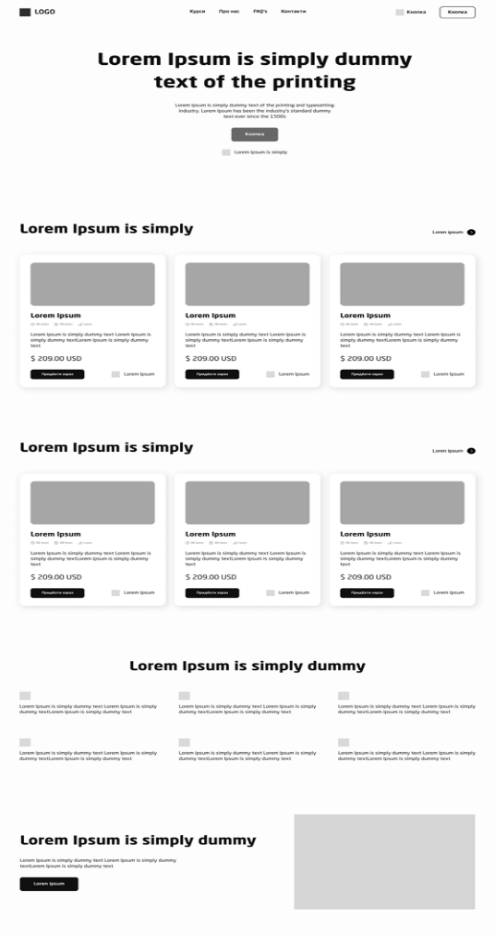 LOGO
Курси Про нас FAQ's Контакти
Кнопка Кнопка
Lorem Ipsum is simply dummy
text of the printing
Lorem Ipsum is simply dummy text of the printing and typesetting
industry. Lorem Ipsum has been the industry's standard dummy
text ever since the 1500s
Кнопка
Lorem Ipsum is simply
Lorem Ipsum is simply
Lorem Ipsum
Lorem Ipsum
Lorem Ipsum is simply dummy text Lorem Ipsum is
simply dummy textLorem Ipsum is simply dummy
text
$ 209.00 USD
Придбати зараз Lorem Ipsum
Lorem Ipsum
Lorem Ipsum is simply dummy text Lorem Ipsum is
simply dummy textLorem Ipsum is simply dummy
text
$ 209.00 USD
Придбати зараз Lorem Ipsum
Lorem Ipsum
Lorem Ipsum is simply dummy text Lorem Ipsum is
simply dummy textLorem Ipsum is simply dummy
text
$ 209.00 USD
Придбати зараз Lorem Ipsum
Lorem Ipsum is simply
Lorem Ipsum
Lorem Ipsum
Lorem Ipsum is simply dummy text Lorem Ipsum is
simply dummy textLorem Ipsum is simply dummy
text
$ 209.00 USD
Придбати зараз Lorem Ipsum
Lorem Ipsum
Lorem Ipsum is simply dummy text Lorem Ipsum is
simply dummy textLorem Ipsum is simply dummy
text
$ 209.00 USD
Придбати зараз Lorem Ipsum
Lorem Ipsum
Lorem Ipsum is simply dummy text Lorem Ipsum is
simply dummy textLorem Ipsum is simply dummy
text
$ 209.00 USD
Придбати зараз Lorem Ipsum
Lorem Ipsum is simply dummy
Lorem Ipsum is simply dummy text Lorem Ipsum is simply
dummy textLorem Ipsum is simply dummy text
Lorem Ipsum is simply dummy text Lorem Ipsum is simply
dummy textLorem Ipsum is simply dummy text
Lorem Ipsum is simply dummy text Lorem Ipsum is simply
dummy textLorem Ipsum is simply dummy text
Lorem Ipsum is simply dummy text Lorem Ipsum is simply
dummy textLorem Ipsum is simply dummy text
Lorem Ipsum is simply dummy text Lorem Ipsum is simply
dummy textLorem Ipsum is simply dummy text
Lorem Ipsum is simply dummy text Lorem Ipsum is simply
dummy textLorem Ipsum is simply dummy text
Lorem Ipsum is simply dummy
Lorem Ipsum is simply dummy text Lorem Ipsum is simply dummy
textLorem Ipsum is simply dummy text
Lorem Ipsum